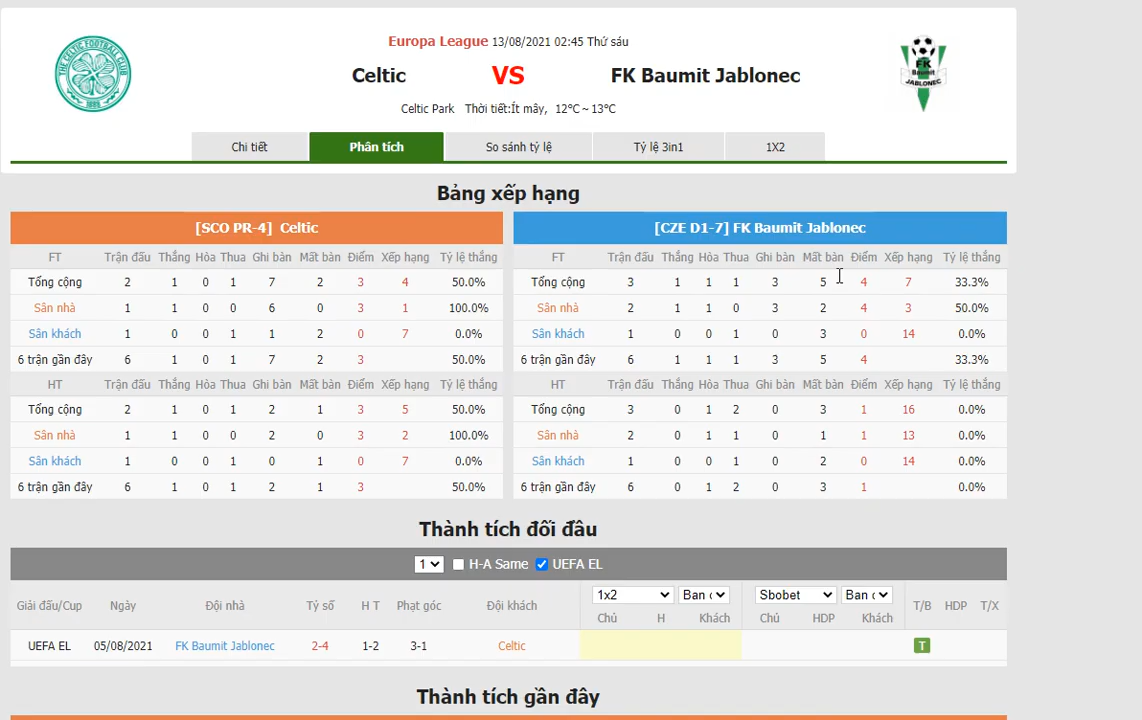 Europa League 13/08/2021 02:45 Thứ sáu
THE CELTIC FOOTBALL CLUB
1888
Celtic VS FK Baumit Jablonec
FK
Baumit
JABLONEC
Celtic Park Thời tiết:Ít mây, 12℃~13℃
Chi tiết Phân tích So sánh tỷ lệ Tỷ lệ 3in1 1X2
Bảng xếp hạng
[SCO PR-4] Celtic
FT Trận đấu Thắng Hòa Thua Ghi bàn Mất bàn Điểm Xếp hạng Tỷ lệ thắng
Tổng cộng 2 1 0 1 7 2 3 4 50.0%
Sân nhà 1 1 0 0 6 0 3 1 100.0%
Sân khách 1 0 0 1 1 2 0 7 0.0%
6 trận gần đây 6 1 0 1 7 2 3 50.0%
HT Trận đấu Thắng Hòa Thua Ghi bàn Mất bàn Điểm Xếp hạng Tỷ lệ thắng
Tổng cộng 2 1 0 1 2 1 3 5 50.0%
Sân nhà 1 1 0 0 2 0 3 2 100.0%
Sân khách 1 0 0 1 0 1 0 7 0.0%
6 trận gần đây 6 1 0 1 2 1 3 50.0%
[CZE D1-7] FK Baumit Jablonec
FT Trận đấu Thắng Hòa Thua Ghi bàn Mất bàn Điểm Xếp hạng Tỷ lệ thắng
Tổng cộng 3 1 1 1 3 5 4 7 33.3%
Sân nhà 2 1 1 0 3 2 4 3 50.0%
Sân khách 1 0 0 1 0 3 0 14 0.0%
6 trận gần đây 6 1 1 1 3 5 4 33.3%
HT Trận đấu Thắng Hòa Thua Ghi bàn Mất bàn Điểm Xếp hạng Tỷ lệ thắng
Tổng cộng 3 0 1 2 0 3 1 16 0.0%
Sân nhà 2 0 1 1 0 1 1 13 0.0%
Sân khách 1 0 0 1 0 2 0 14 0.0%
6 trận gần đây 6 0 1 2 0 3 1 0.0%
Thành tích đối đầu
1 H-A Same UEFA EL
Giải đấu/Cup Ngày Đội nhà Tỷ số H T Phạt góc Đội khách 1x2 Ban c Sbobet Ban c T/B HDP T/X
Chủ H Khách Chủ HDP Khách
UEFA EL 05/08/2021 FK Baumit Jablonec 2-4 1-2 3-1 Celtic T
Thành tích gần đây